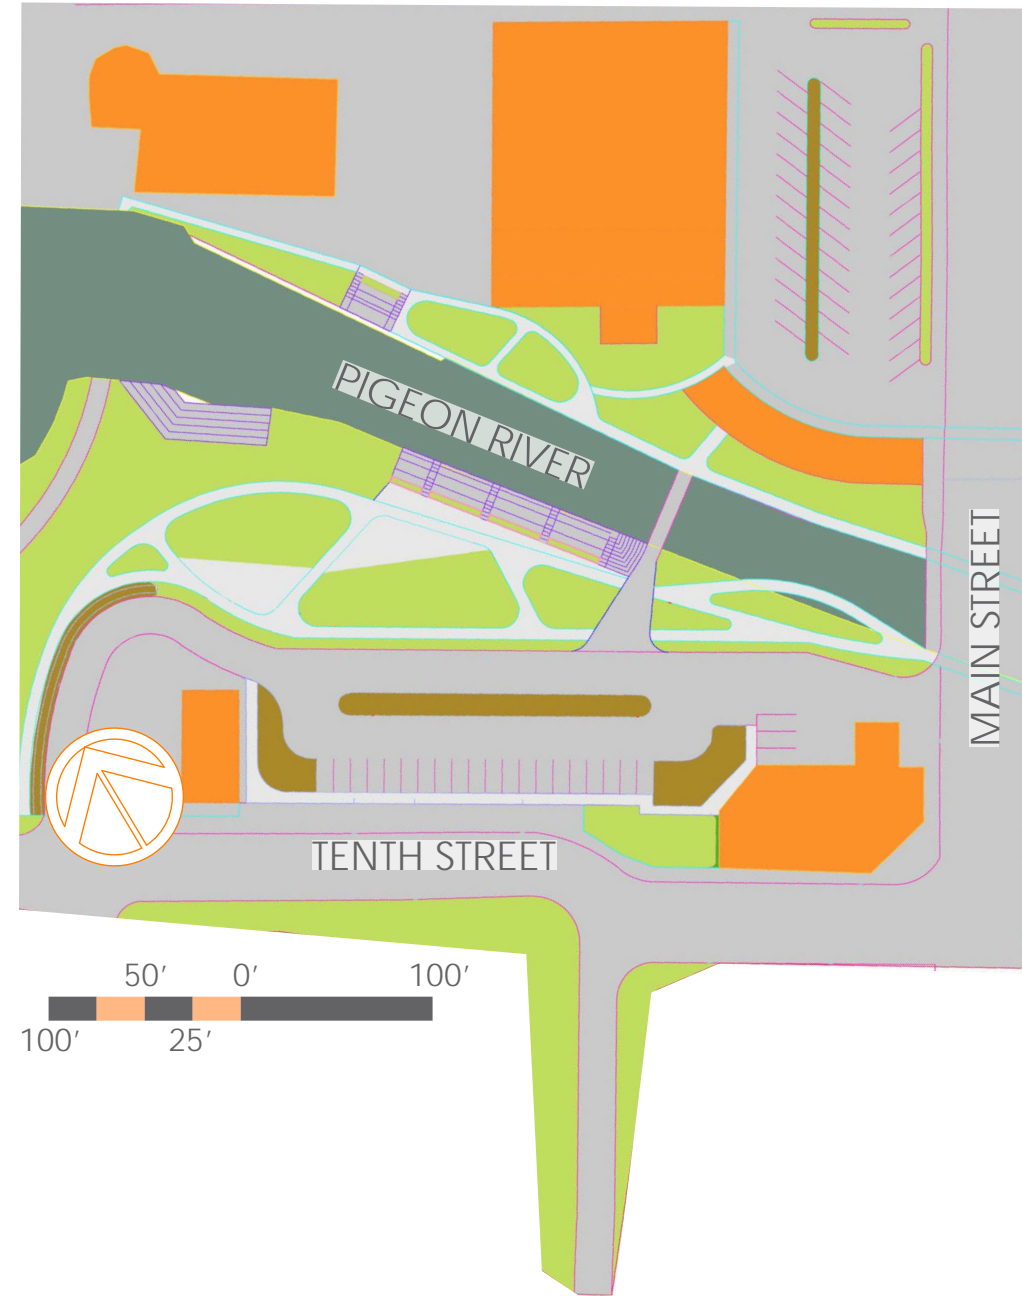 PIGEON RIVER
MAIN STREET
TENTH STREET
50' 0' 100'
100' 25'